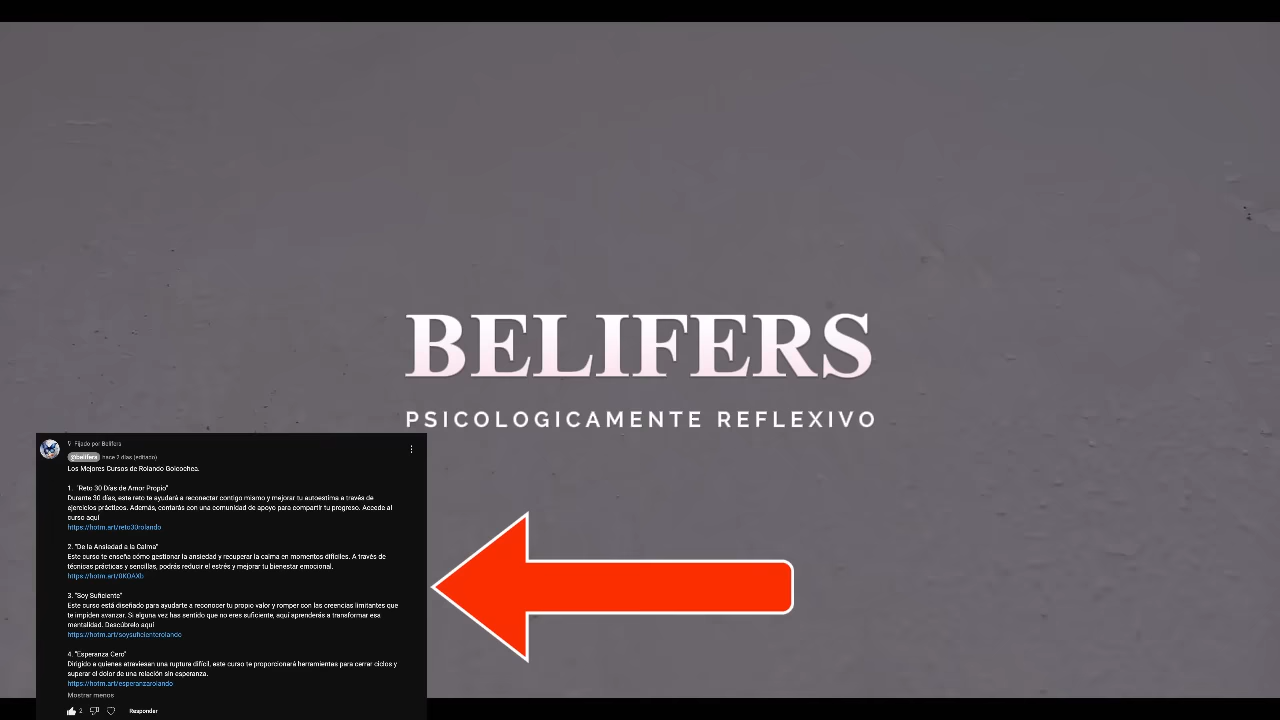 BELIFERS
PSICOLOGICAMENTE REFLEXIVO
Fijado por Belifers
@belifers hace 2 días (editado)
Los Mejores Cursos de Rolando Goicochea.
1. "Reto 30 Días de Amor Propio"
Durante 30 días, este reto te ayudará a reconectar contigo mismo y mejorar tu autoestima a través de
ejercicios prácticos. Además, contarás con una comunidad de apoyo para compartir tu progreso. Accede al
curso aquí
https://hotm.art/reto30rolando
2. "De la Ansiedad a la Calma"
Este curso te enseña cómo gestionar la ansiedad y recuperar la calma en momentos difíciles. A través de
técnicas prácticas y sencillas, podrás reducir el estrés y mejorar tu bienestar emocional.
https://hotm.art/0KOAXb
3. "Soy Suficiente"
Este curso está diseñado para ayudarte a reconocer tu propio valor y romper con las creencias limitantes que
te impiden avanzar. Si alguna vez has sentido que no eres suficiente, aquí aprenderás a transformar esa
mentalidad. Descúbrelo aquí
https://hotm.art/soysuficienterolando
4. "Esperanza Cero"
Dirigido a quienes atraviesan una ruptura difícil, este curso te proporcionará herramientas para cerrar ciclos y
superar el dolor de una relación sin esperanza.
https://hotm.art/esperanzarolando
Mostrar menos
2 Responder